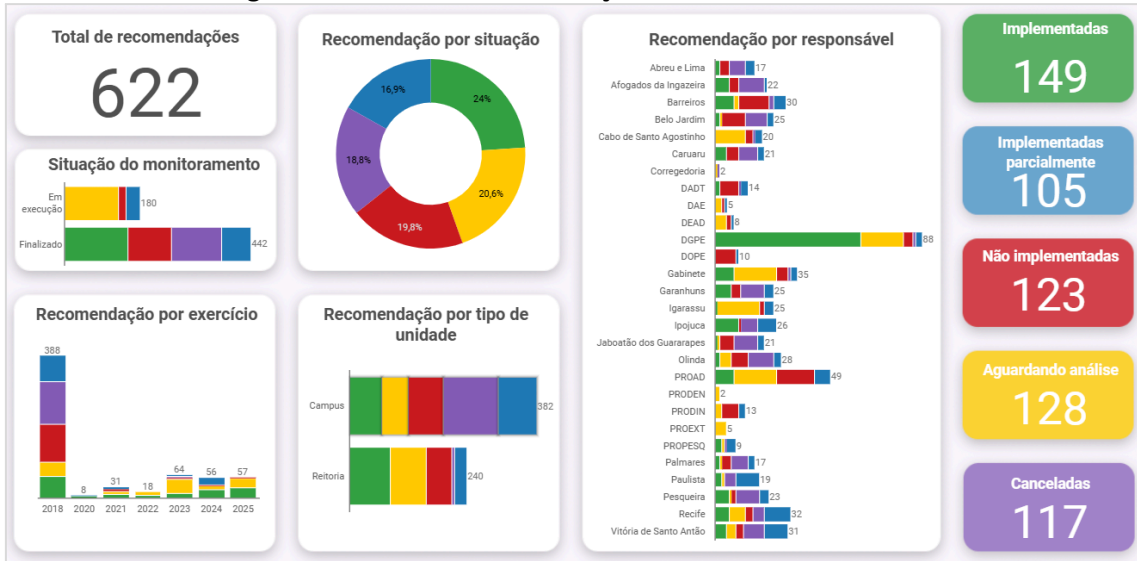 Total de recomendações
622
Situação do monitoramento
Em
execução
180
Finalizado
442
Recomendação por situação
24%
20,6%
19,8%
18,8%
16,9%
Recomendação por exercício
388
8
31
18
64
56
57
2018 2020 2021 2022 2023 2024 2025
Recomendação por tipo de
unidade
Campus 382
Reitoria 240
Recomendação por responsável
Abreu e Lima 17
Afogados da Ingazeira 22
Barreiros 30
Belo Jardim 25
Cabo de Santo Agostinho 20
Caruaru 21
Corregedoria 2
DADT 14
DAE 5
DEAD 8
DGPE 88
DOPE 10
Gabinete 35
Garanhuns 25
Igarassu 25
Ipojuca 26
Jaboatão dos Guararapes 21
Olinda 28
PROAD 49
PRODEN 2
PRODIN 13
PROEXT 5
PROPESQ 9
Palmares 17
Paulista 19
Pesqueira 23
Recife 32
Vitória de Santo Antão 31
Implementadas
149
Implementadas
parcialmente
105
Não implementadas
123
Aguardando análise
128
Canceladas
117